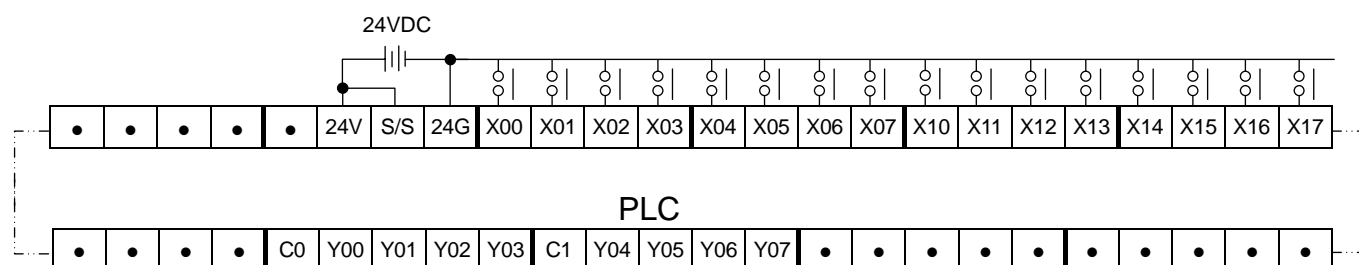 24VDC
24V S/S 24G X00 X01 X02 X03 X04 X05 X06 X07 X10 X11 X12 X13 X14 X15 X16 X17
PLC
C0 Y00 Y01 Y02 Y03 C1 Y04 Y05 Y06 Y07